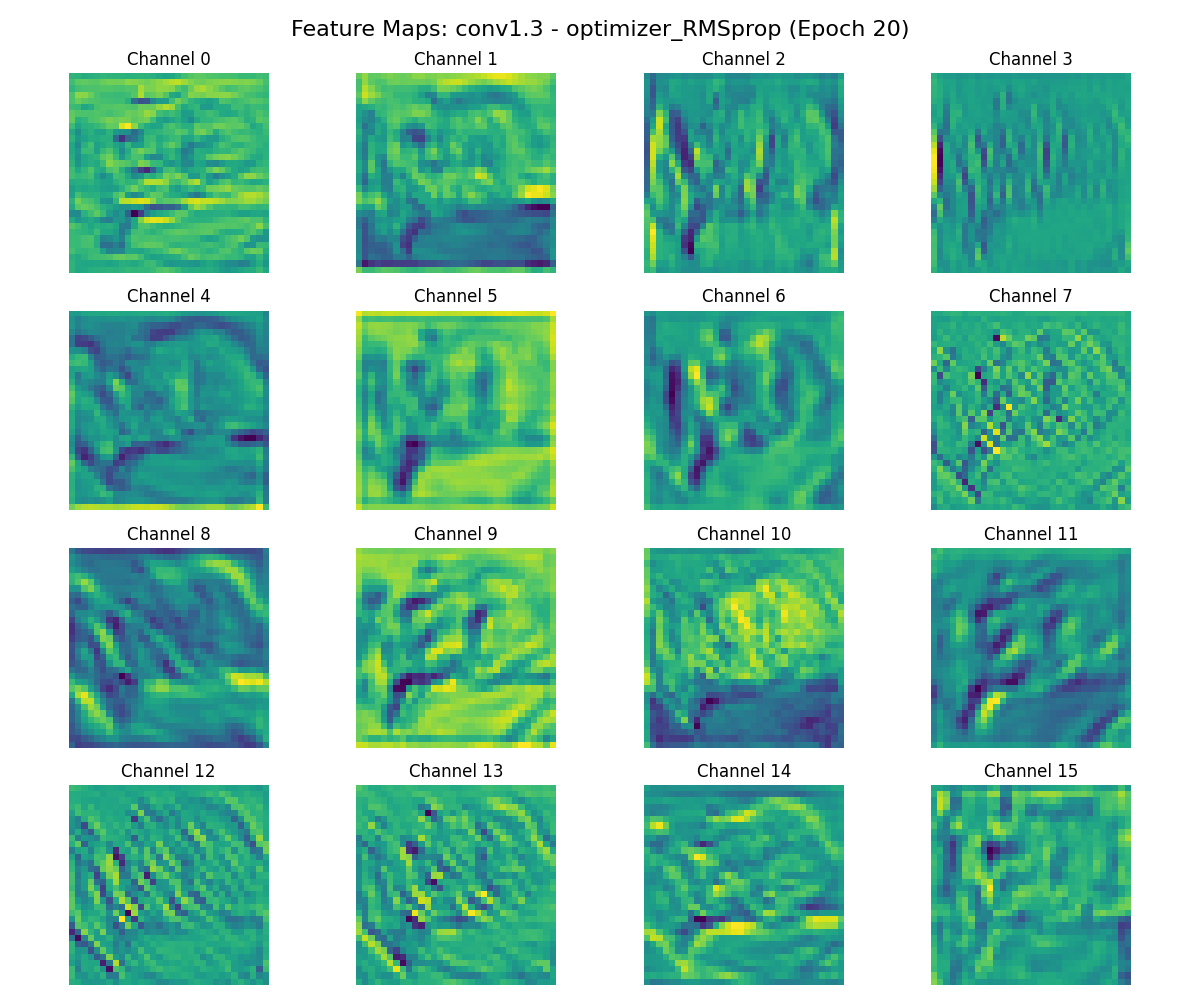 Feature Maps: conv1.3 - optimizer_RMSprop (Epoch 20)
Channel 0
Channel 1
Channel 2
Channel 3
Channel 4
Channel 5
Channel 6
Channel 7
Channel 8
Channel 9
Channel 10
Channel 11
Channel 12
Channel 13
Channel 14
Channel 15